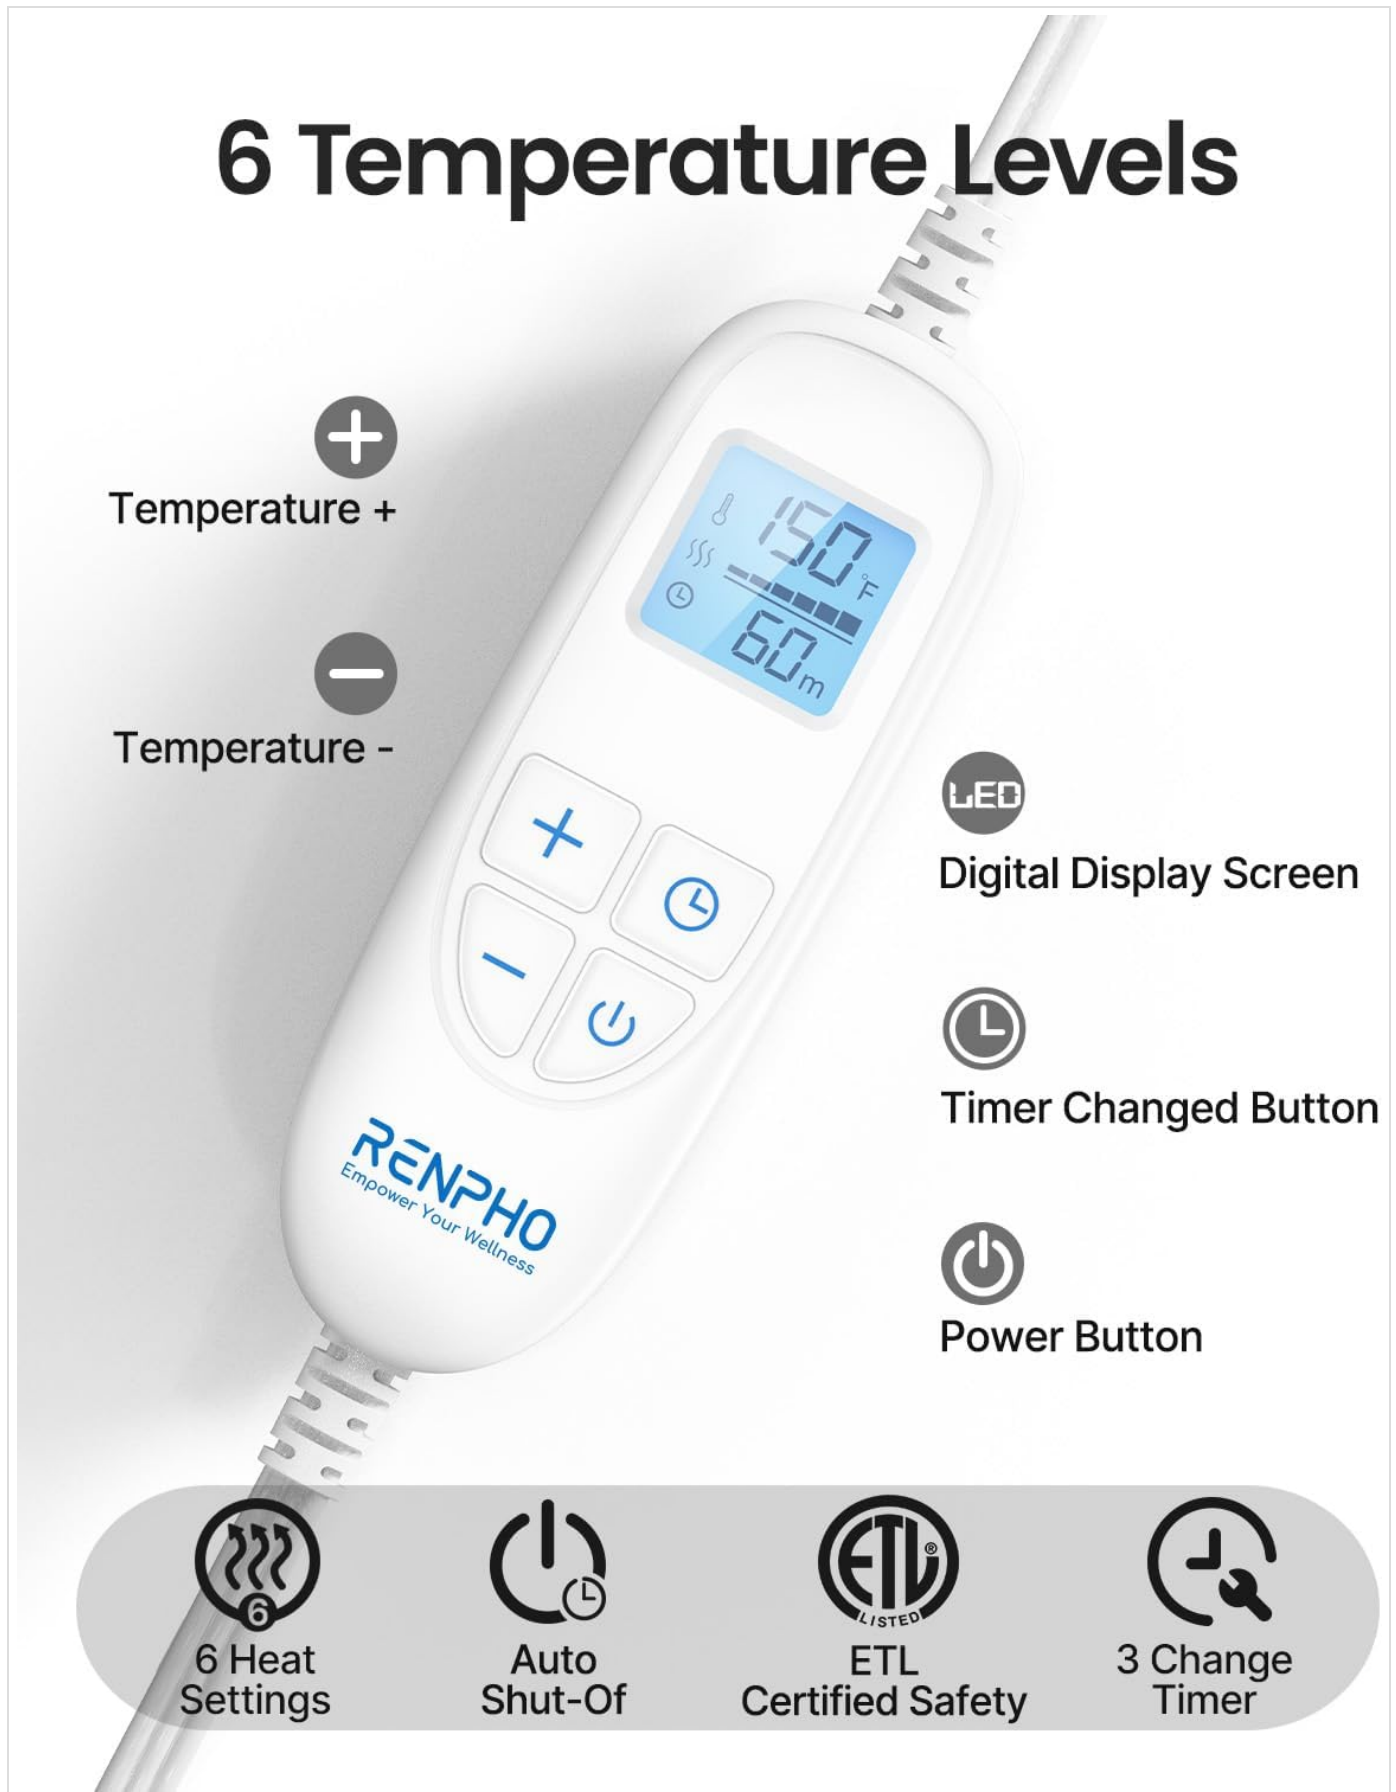 6 Temperature Levels
Temperature +
Temperature -
150°F
60m
LED
Digital Display Screen
Timer Changed Button
Power Button
RENPHO
Empower Your Wellness
6
6 Heat
Settings
Auto
Shut-Of
ETL®
LISTED
ETL
Certified Safety
3 Change
Timer